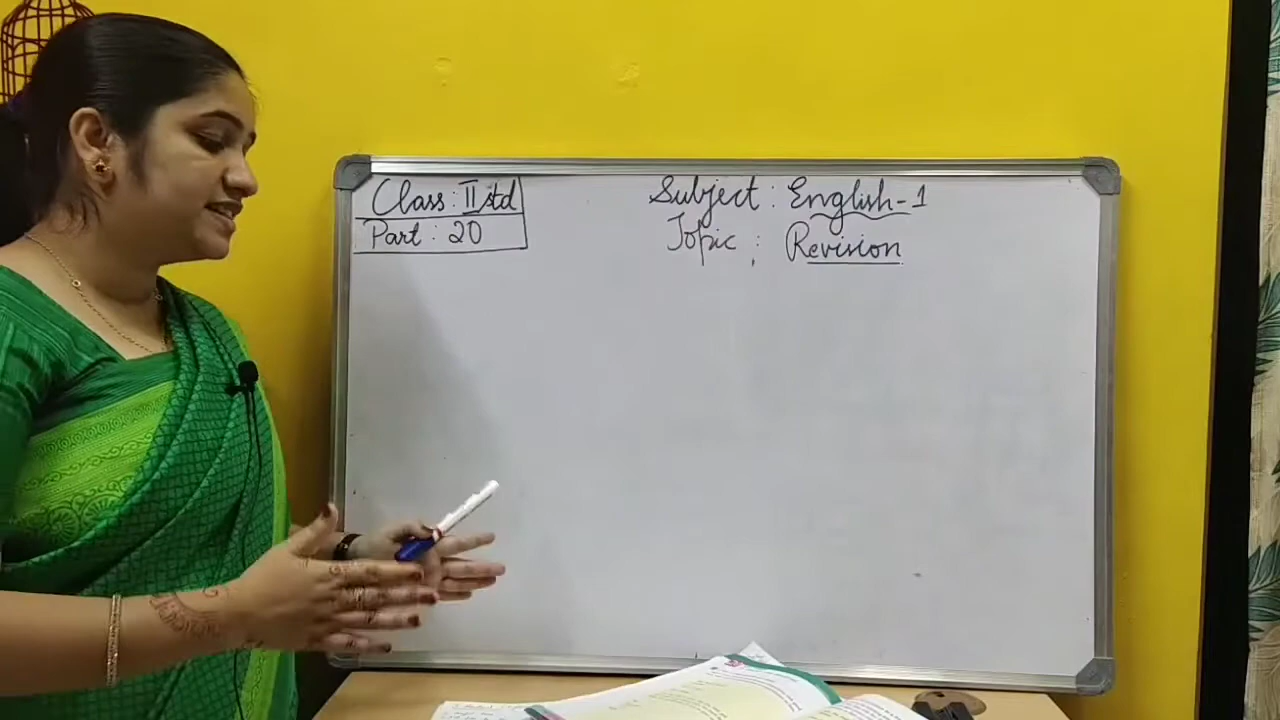 Class : II std
Part : 20
Subject : English-1
Topic : Revision